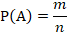 P(A) = m/n